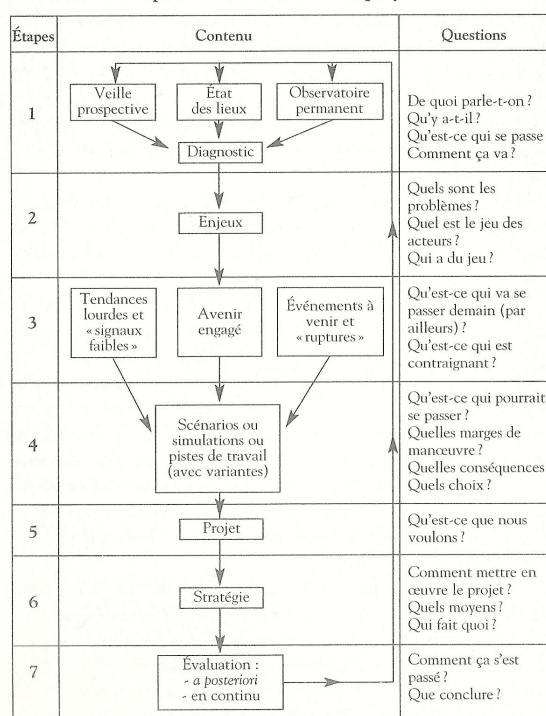 Étapes
Contenu
Questions
1
Veille
prospective
État
des lieux
Observatoire
permanent
Diagnostic
De quoi parle-t-on ?
Qu'y a-t-il ?
Qu'est-ce qui se passe
Comment ça va ?
2
Enjeux
Quels sont les
problèmes ?
Quel est le jeu des
acteurs ?
Qui a du jeu ?
3
Tendances
lourdes et
« signaux
faibles »
Avenir
engagé
Événements à
venir et
« ruptures »
Qu'est-ce qui va se
passer demain (par
ailleurs) ?
Qu'est-ce qui est
contraignant ?
4
Scénarios ou
simulations ou
pistes de travail
(avec variantes)
Qu'est-ce qui pourrait
se passer ?
Quelles marges de
manœuvre ?
Quelles conséquences
Quels choix ?
5
Projet
Qu'est-ce que nous
voulons ?
6
Stratégie
Comment mettre en
œuvre le projet ?
Quels moyens ?
Qui fait quoi ?
7
Évaluation :
- a posteriori
- en continu
Comment ça s'est
passé ?
Que conclure ?